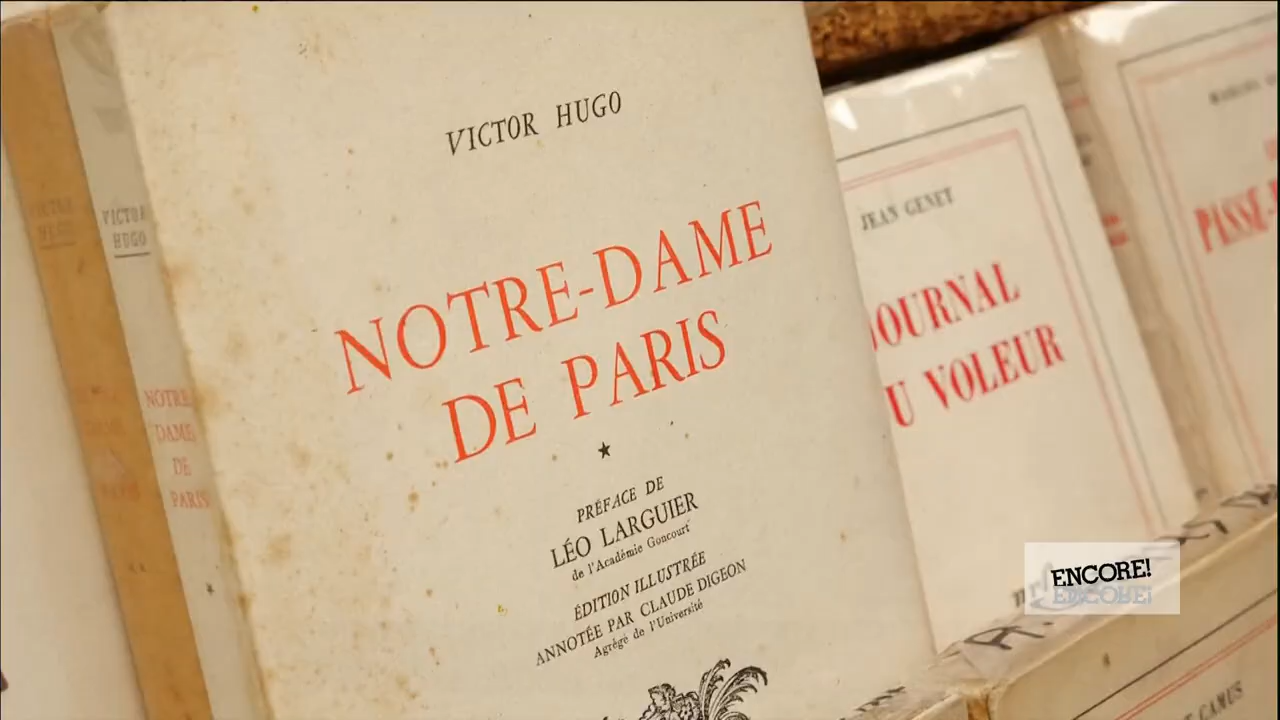 VICTOR HUGO
NOTRE-DAME
DE PARIS
PRÉFACE DE
LÉO LARGUIER
de l'Académie Goncourt
ÉDITION ILLUSTRÉE
ANNOTÉE PAR CLAUDE DIGEON
Agrégé de l'Université
VICTOR
HUGO
NOTRE-
DAME
DE
PARIS
JEAN GENET
JOURNAL
U VOLEUR
PASSE-
ENCORE!
CAMUS